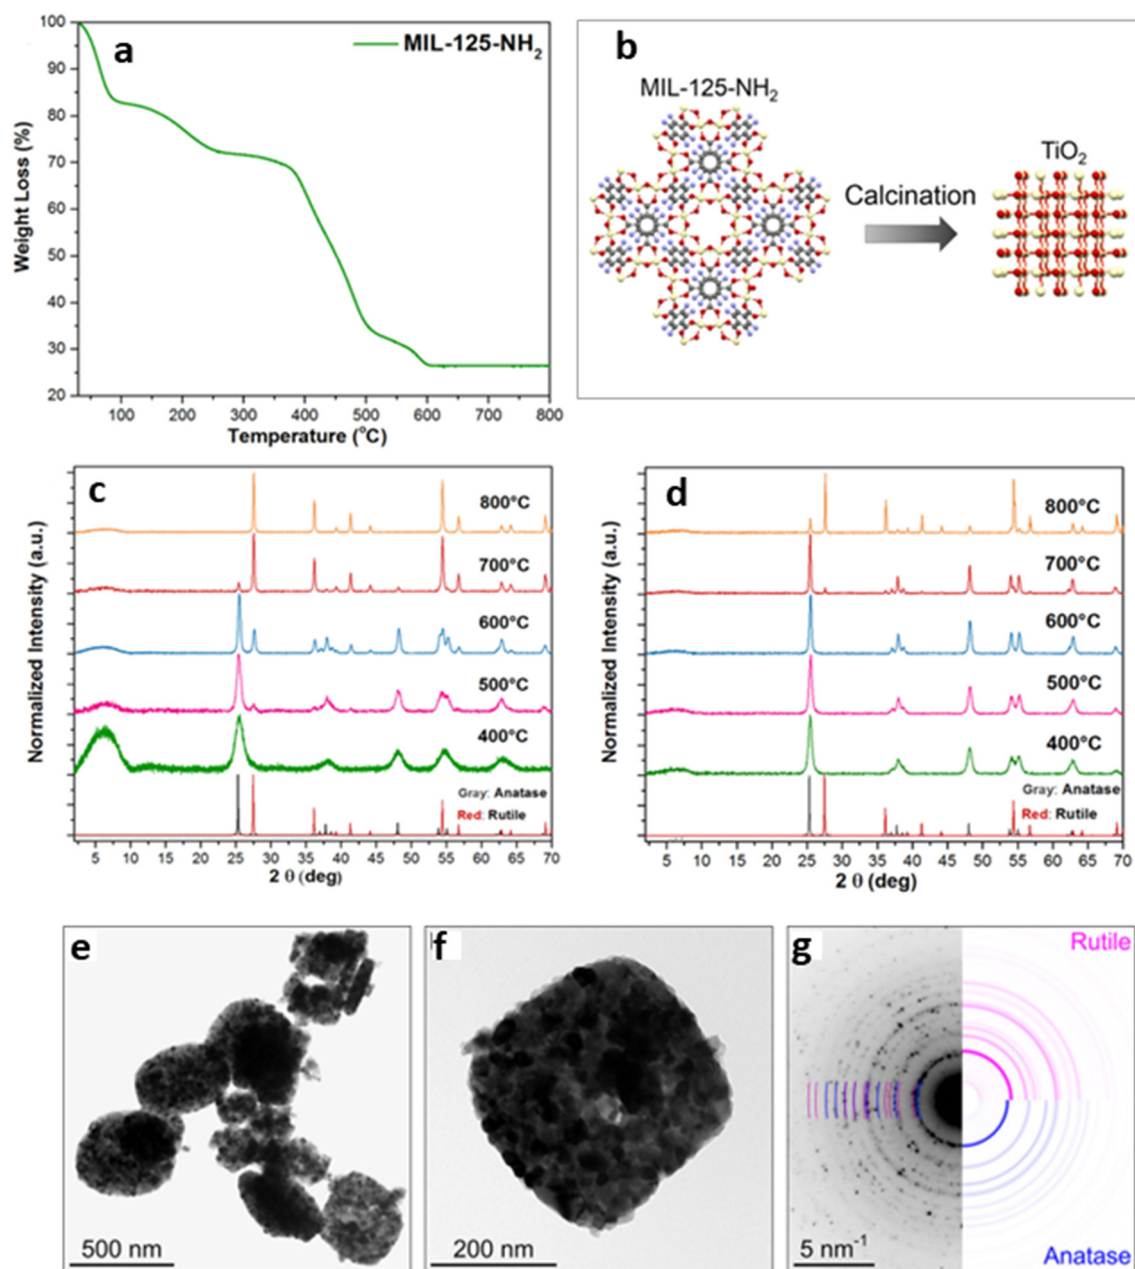 a
MIL-125-NH2
100
90
80
70
60
50
40
30
20
Weight Loss (%)
100 200 300 400 500 600 700 800
Temperature (°C)
b
MIL-125-NH2
Calcination
TiO2
c
800°C
700°C
600°C
500°C
400°C
Gray: Anatase
Red: Rutile
Normalized Intensity (a.u.)
5 10 15 20 25 30 35 40 45 50 55 60 65 70
2 θ (deg)
d
800°C
700°C
600°C
500°C
400°C
Gray: Anatase
Red: Rutile
Normalized Intensity (a.u.)
5 10 15 20 25 30 35 40 45 50 55 60 65 70
2 θ (deg)
e
500 nm
f
200 nm
g
Rutile
5 nm-1
Anatase